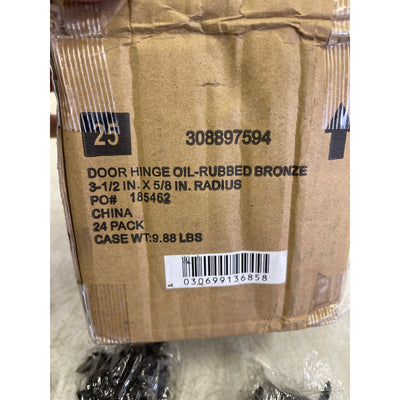 25
308897594
DOOR HINGE OIL-RUBBED BRONZE
3-1/2 IN. X 5/8 IN. RADIUS
PO# 185462
CHINA
24 PACK
CASE WT:9.88 LBS
030699136858